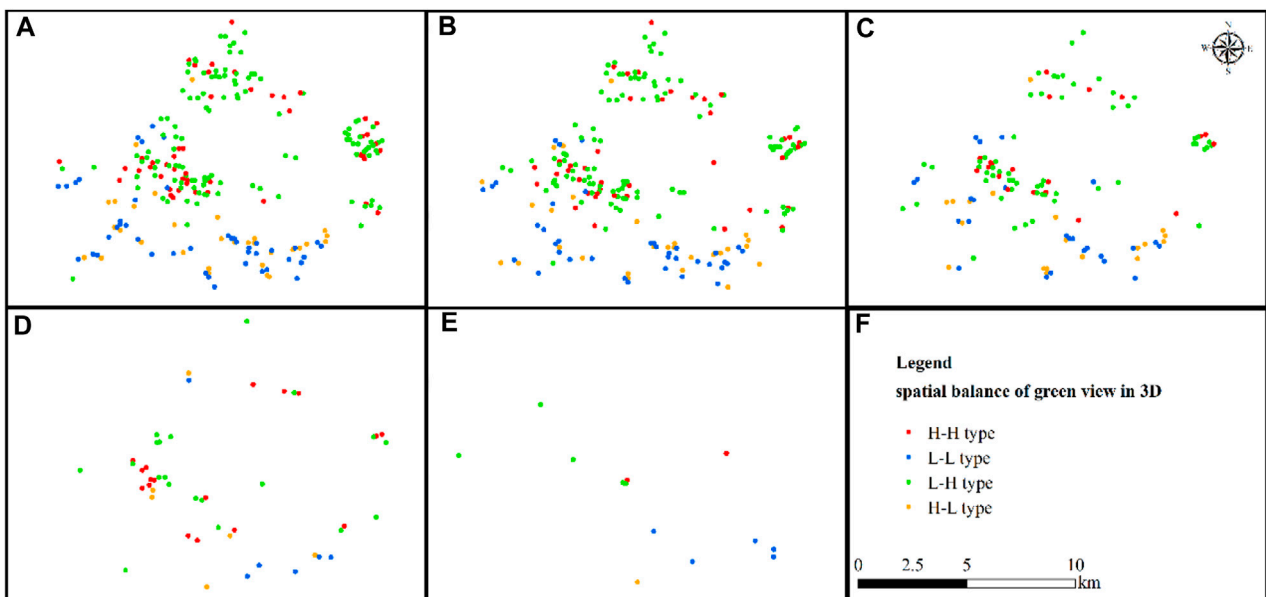 A
B
C
N
W E
S
D
E
F
Legend
spatial balance of green view in 3D
H-H type
L-L type
L-H type
H-L type
0 2.5 5 10
km